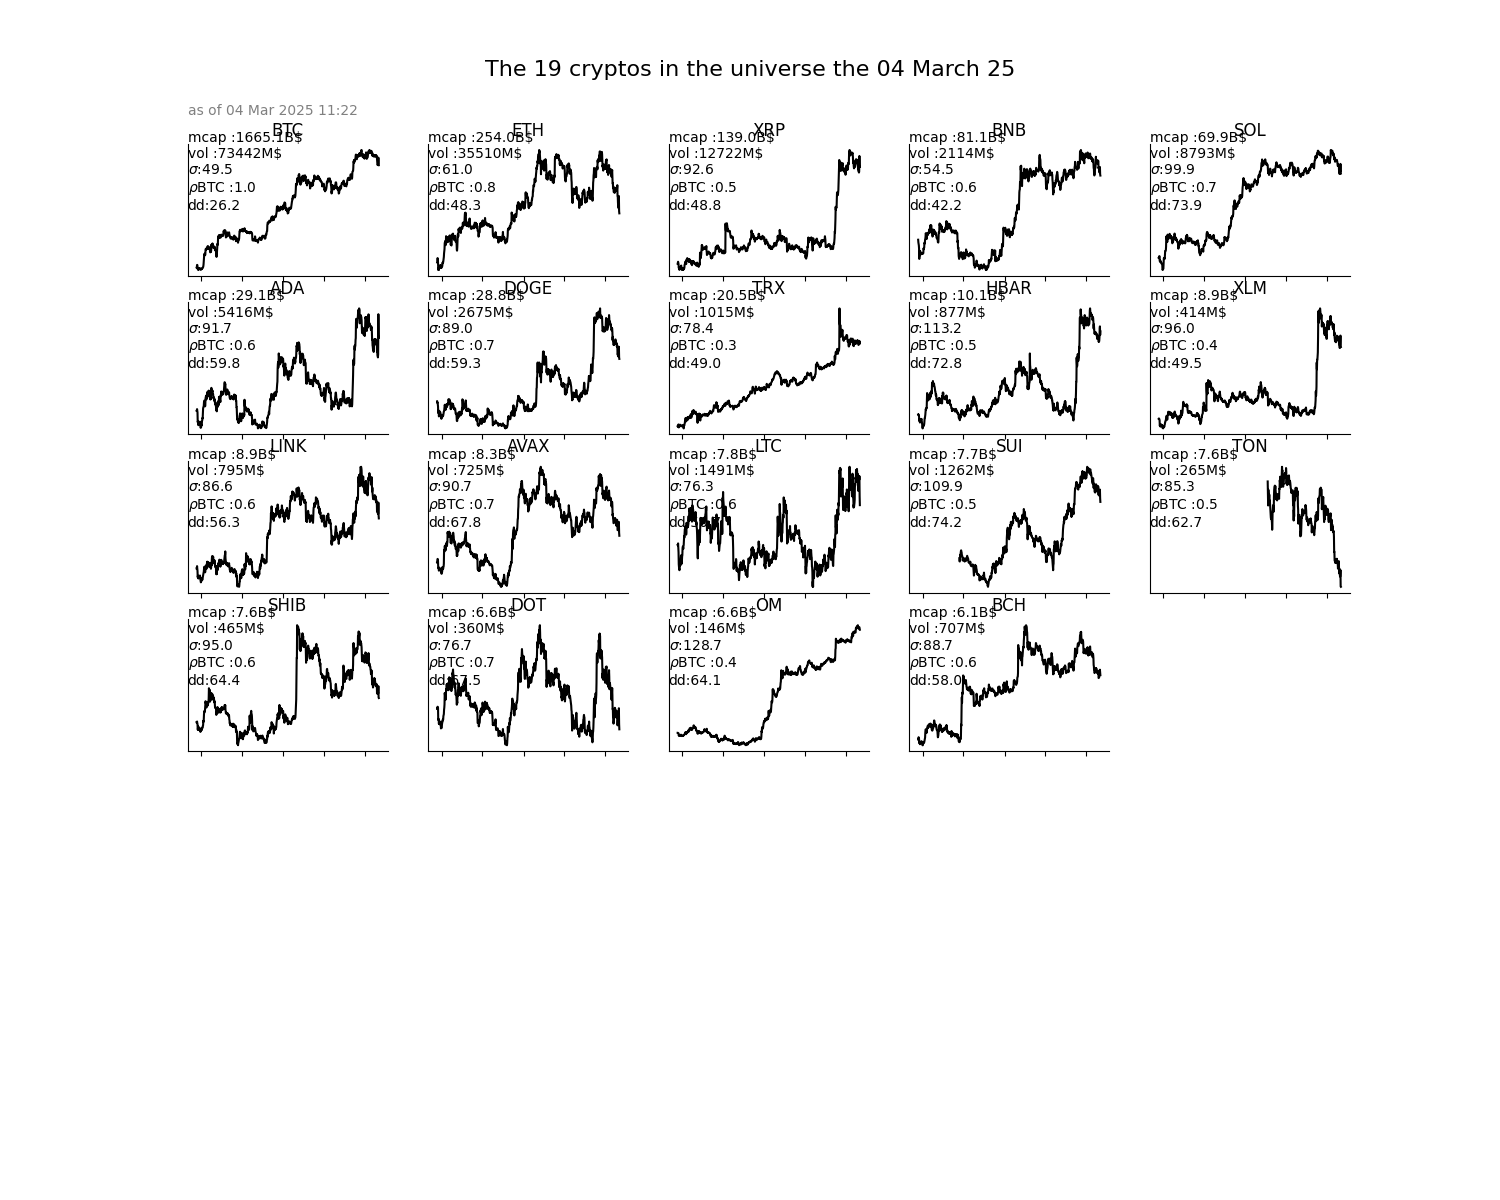 The 19 cryptos in the universe the 04 March 25
as of 04 Mar 2025 11:22
BTC
mcap :1665.1B$
vol :73442M$
σ:49.5
ρBTC :1.0
dd:26.2
ETH
mcap :254.0B$
vol :35510M$
σ:61.0
ρBTC :0.8
dd:48.3
XRP
mcap :139.0B$
vol :12722M$
σ:92.6
ρBTC :0.5
dd:48.8
BNB
mcap :81.1B$
vol :2114M$
σ:54.5
ρBTC :0.6
dd:42.2
SOL
mcap :69.9B$
vol :8793M$
σ:99.9
ρBTC :0.7
dd:73.9
ADA
mcap :29.1B$
vol :5416M$
σ:91.7
ρBTC :0.6
dd:59.8
DOGE
mcap :28.8B$
vol :2675M$
σ:89.0
ρBTC :0.7
dd:59.3
TRX
mcap :20.5B$
vol :1015M$
σ:78.4
ρBTC :0.3
dd:49.0
HBAR
mcap :10.1B$
vol :877M$
σ:113.2
ρBTC :0.5
dd:72.8
XLM
mcap :8.9B$
vol :414M$
σ:96.0
ρBTC :0.4
dd:49.5
LINK
mcap :8.9B$
vol :795M$
σ:86.6
ρBTC :0.6
dd:56.3
AVAX
mcap :8.3B$
vol :725M$
σ:90.7
ρBTC :0.7
dd:67.8
LTC
mcap :7.8B$
vol :1491M$
σ:76.3
ρBTC :0.6
SUI
mcap :7.7B$
vol :1262M$
σ:109.9
ρBTC :0.5
dd:74.2
TON
mcap :7.6B$
vol :265M$
σ:85.3
ρBTC :0.5
dd:62.7
SHIB
mcap :7.6B$
vol :465M$
σ:95.0
ρBTC :0.6
dd:64.4
DOT
mcap :6.6B$
vol :360M$
σ:76.7
ρBTC :0.7
dd:57.5
OM
mcap :6.6B$
vol :146M$
σ:128.7
ρBTC :0.4
dd:64.1
BCH
mcap :6.1B$
vol :707M$
σ:88.7
ρBTC :0.6
dd:58.0